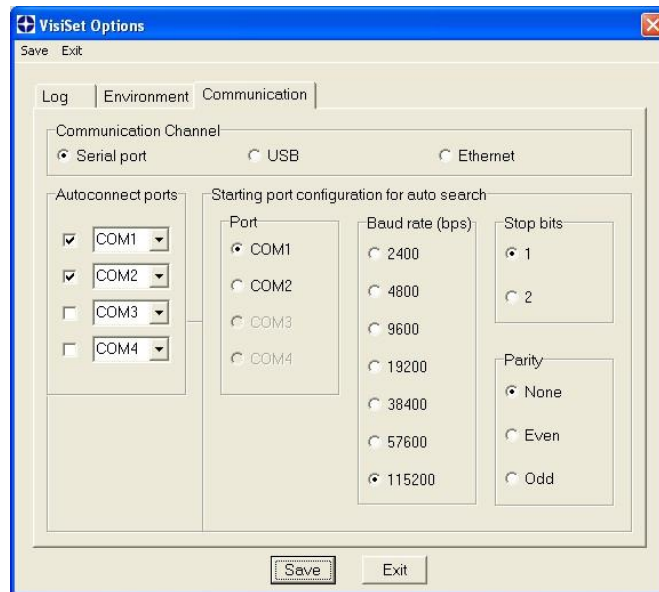 VisiSet Options
Save Exit
Log Environment Communication
Communication Channel
Serial port USB Ethernet
Autoconnect ports
COM1
COM2
COM3
COM4
Starting port configuration for auto search
Port
COM1
COM2
COM3
COM4
Baud rate (bps)
2400
4800
9600
19200
38400
57600
115200
Stop bits
1
2
Parity
None
Even
Odd
Save Exit